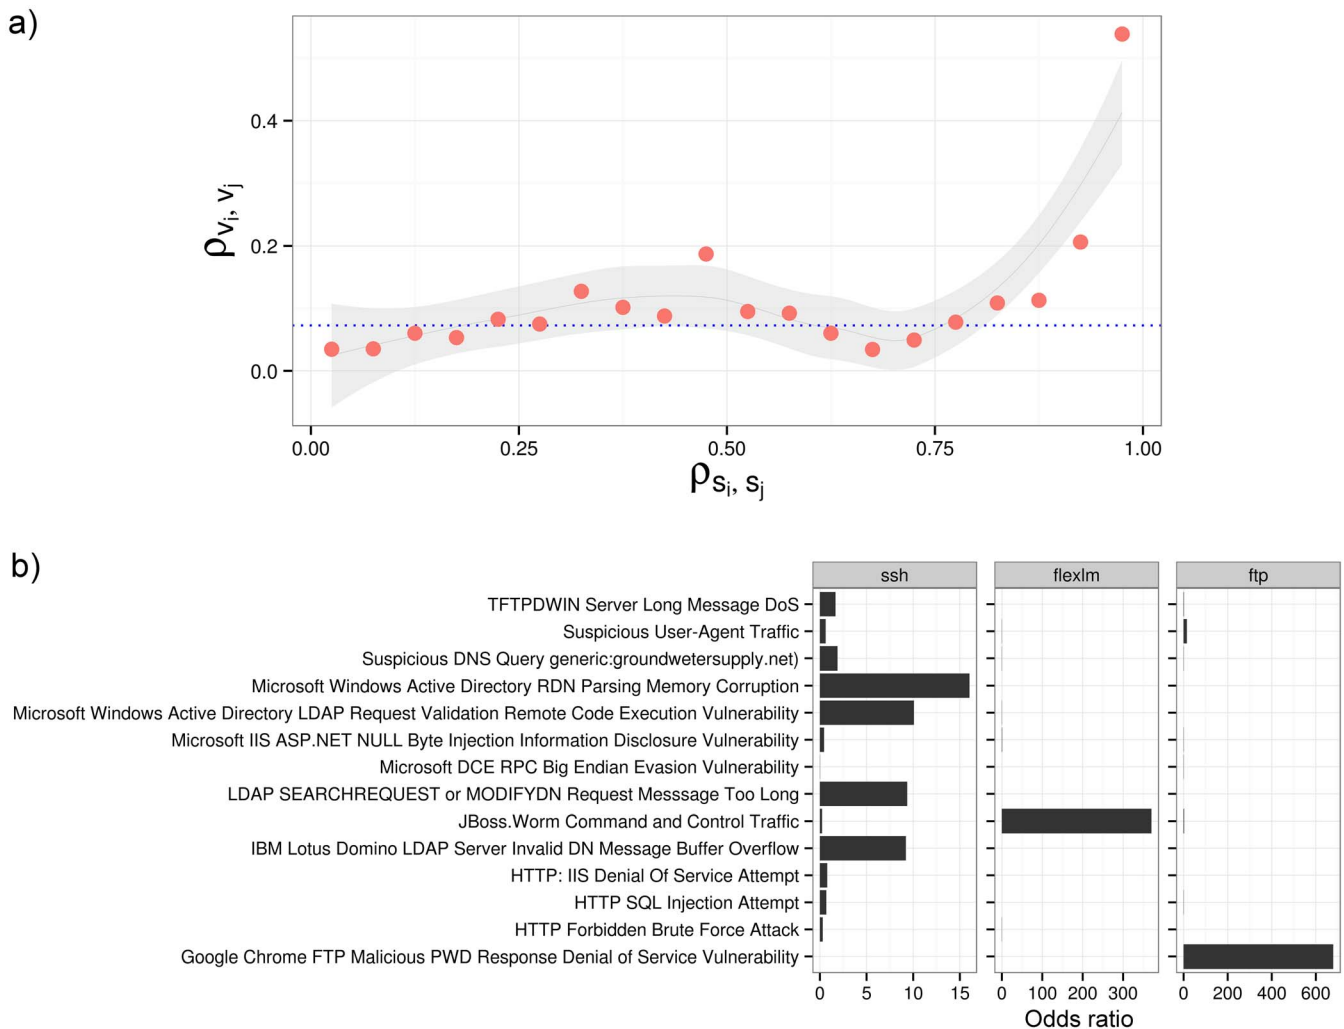 a)
0.4
0.2
0.0
ρvi, vj
0.00 0.25 0.50 0.75 1.00
ρsi, sj
b)
ssh flexlm ftp
TFTPDWIN Server Long Message DoS
Suspicious User-Agent Traffic
Suspicious DNS Query generic:groundwetersupply.net)
Microsoft Windows Active Directory RDN Parsing Memory Corruption
Microsoft Windows Active Directory LDAP Request Validation Remote Code Execution Vulnerability
Microsoft IIS ASP.NET NULL Byte Injection Information Disclosure Vulnerability
Microsoft DCE RPC Big Endian Evasion Vulnerability
LDAP SEARCHREQUEST or MODIFYDN Request Messsage Too Long
JBoss.Worm Command and Control Traffic
IBM Lotus Domino LDAP Server Invalid DN Message Buffer Overflow
HTTP: IIS Denial Of Service Attempt
HTTP SQL Injection Attempt
HTTP Forbidden Brute Force Attack
Google Chrome FTP Malicious PWD Response Denial of Service Vulnerability
0 5 10 15 0 100 200 300 0 200 400 600
Odds ratio